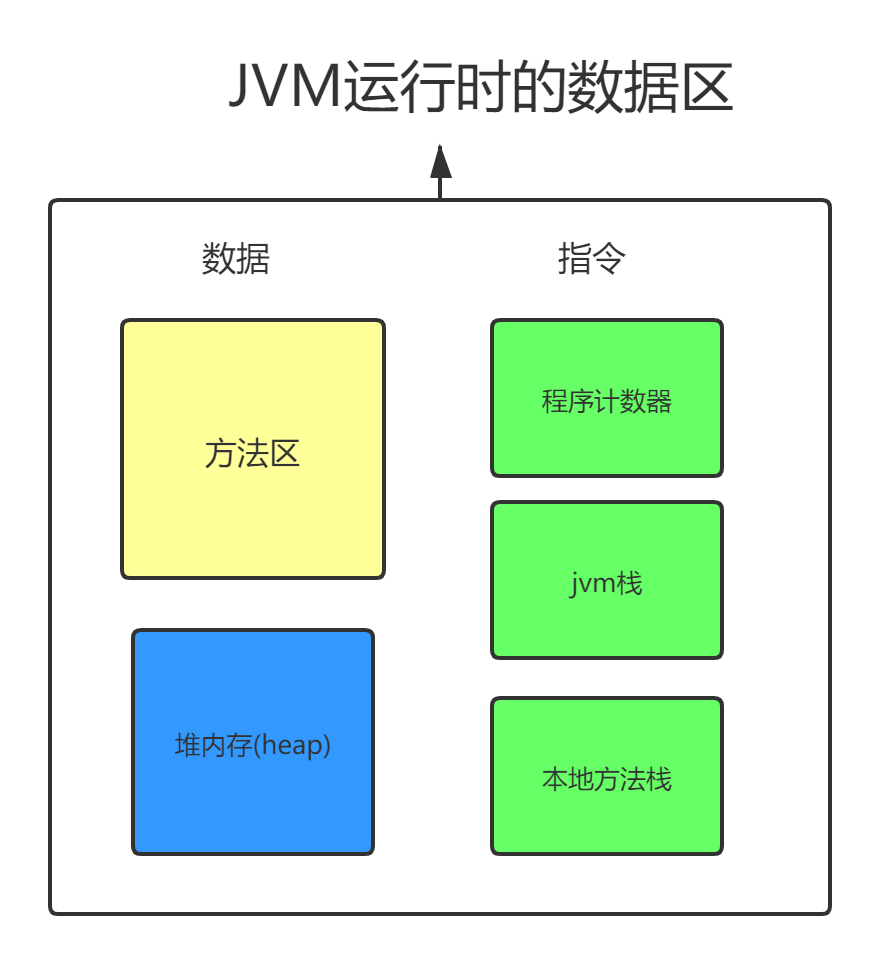 JVM运行时的数据区
数据
指令
方法区
堆内存(heap)
程序计数器
jvm栈
本地方法栈